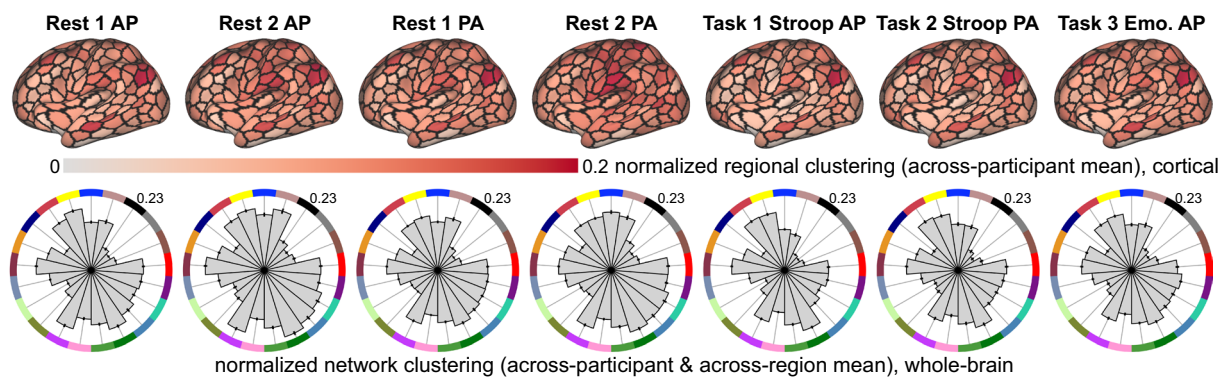 Rest 1 AP Rest 2 AP Rest 1 PA Rest 2 PA Task 1 Stroop AP Task 2 Stroop PA Task 3 Emo. AP
0 0.2 normalized regional clustering (across-participant mean), cortical
0.23 0.23 0.23 0.23 0.23 0.23 0.23
normalized network clustering (across-participant & across-region mean), whole-brain